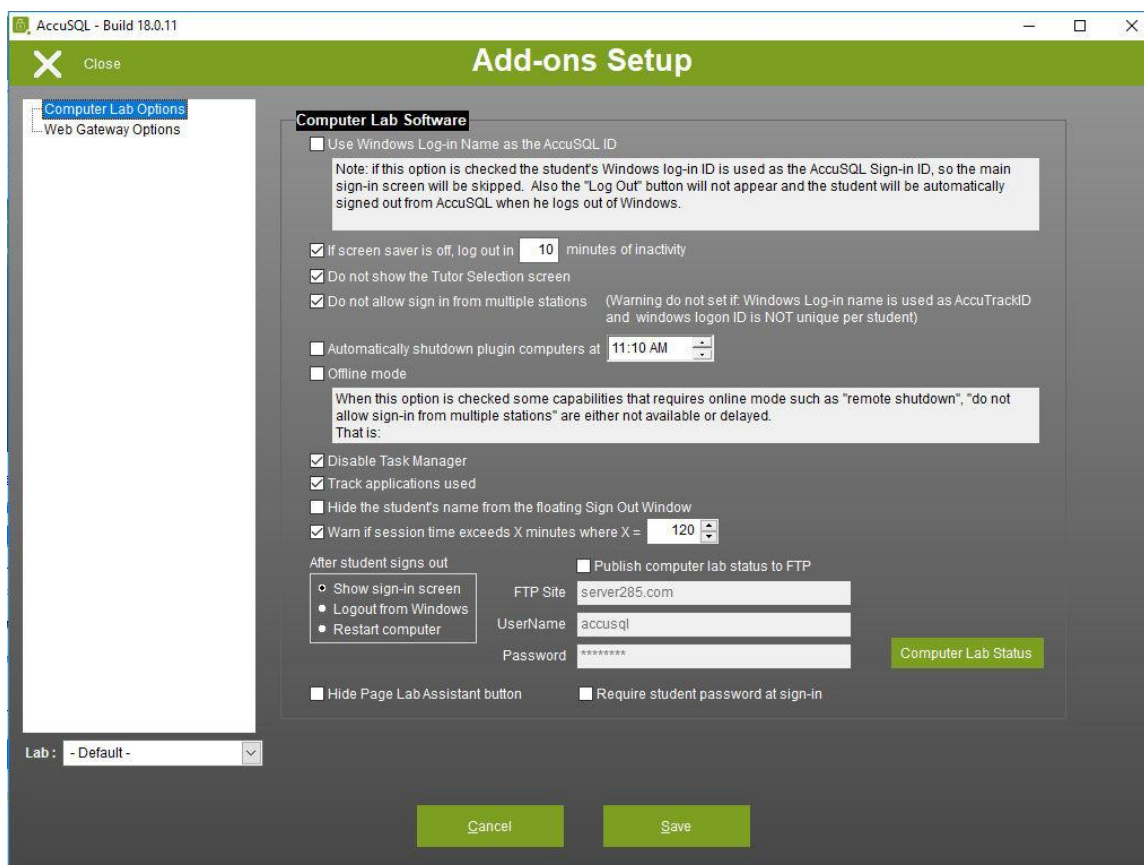 AccuSQL - Build 18.0.11
Close
Add-ons Setup
Computer Lab Options
Web Gateway Options
Computer Lab Software
Use Windows Log-in Name as the AccuSQL ID
Note: if this option is checked the student's Windows log-in ID is used as the AccuSQL Sign-in ID, so the main
sign-in screen will be skipped. Also the "Log Out" button will not appear and the student will be automatically
signed out from AccuSQL when he logs out of Windows.
If screen saver is off, log out in 10 minutes of inactivity
Do not show the Tutor Selection screen
Do not allow sign in from multiple stations (Warning do not set if: Windows Log-in name is used as AccuTrackID
and windows logon ID is NOT unique per student)
Automatically shutdown plugin computers at 11:10 AM
Offline mode
When this option is checked some capabilities that requires online mode such as "remote shutdown", "do not
allow sign-in from multiple stations" are either not available or delayed.
That is:
Disable Task Manager
Track applications used
Hide the student's name from the floating Sign Out Window
Warn if session time exceeds X minutes where X = 120
After student signs out
Show sign-in screen
Logout from Windows
Restart computer
Publish computer lab status to FTP
FTP Site server285.com
UserName accusql
Password ********
Computer Lab Status
Hide Page Lab Assistant button
Require student password at sign-in
Lab : - Default -
Cancel
Save